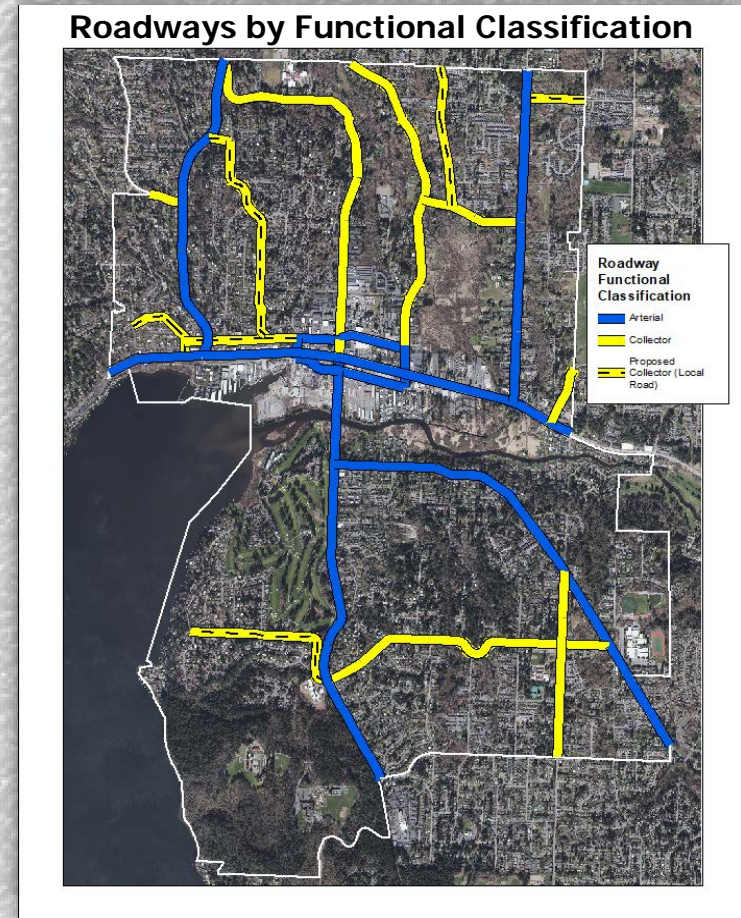 Roadways by Functional Classification
Roadway
Functional
Classification
Arterial
Collector
Proposed
Collector (Local
Road)